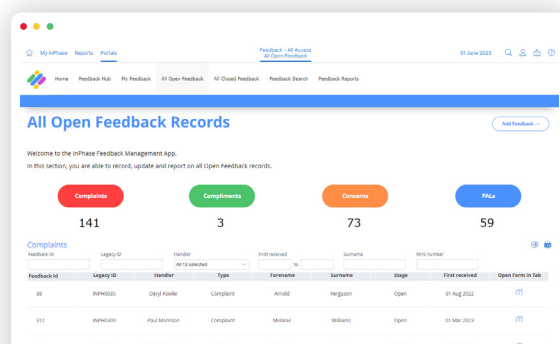 My InPhase Reports Portals
Feedback - All Access
All Open Feedback
01 June 2023
Home Feedback Hub My Feedback All Open Feedback All Closed Feedback Feedback Search Feedback Reports
All Open Feedback Records
Add Feedback
Welcome to the InPhase Feedback Management App.
In this section, you are able to record, update and report on all Open Feedback records.
Complaints Compliments Concerns PALs
141 3 73 59
Complaints
Feedback Id Legacy ID Handler First received Surname NHS number
All 12 selected to
Feedback Id Legacy ID Handler Type Forename Surname Stage First received Open Form in Tab
38 INPH0035 Daryl Fowler Complaint Arnold Ferguson Open 01 Aug 2022
312 INPH0309 Paul Morrison Complaint Melanie Williams Open 01 Mar 2023